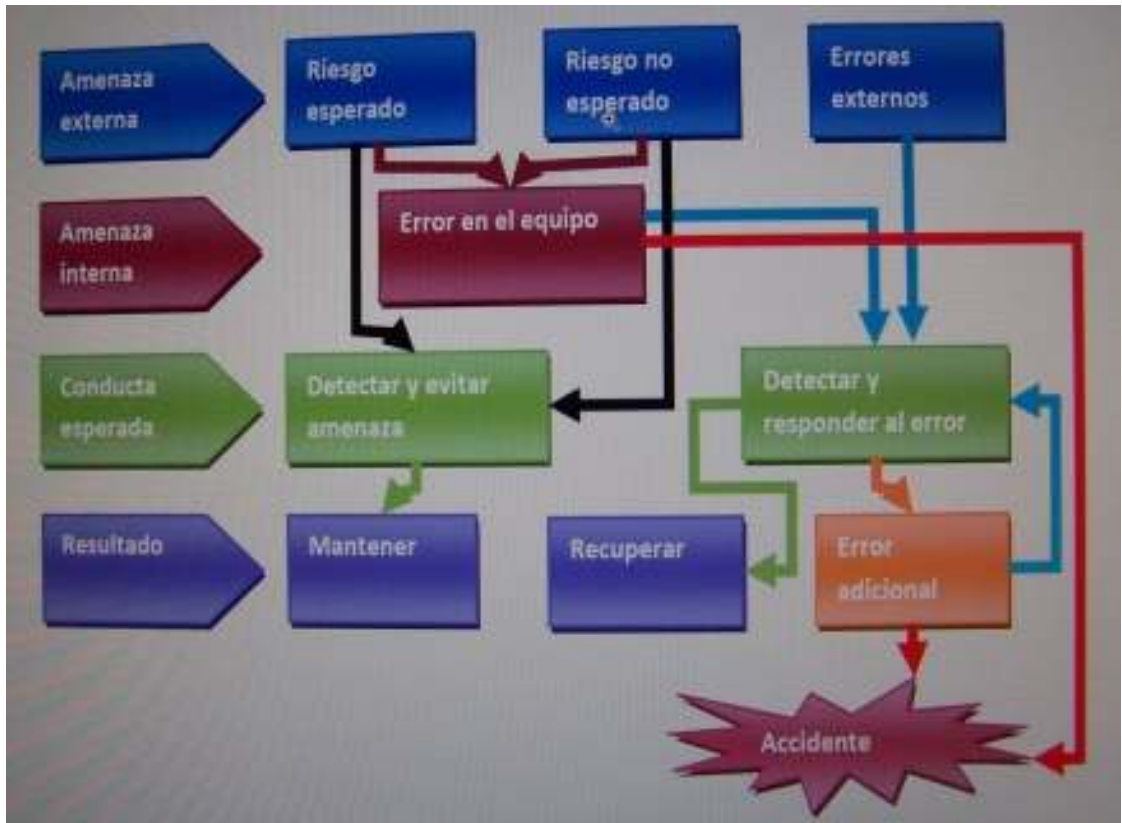 Amenaza
externa
Riesgo
esperado
Riesgo no
esperado
Errores
externos
Amenaza
interna
Error en el equipo
Conducta
esperada
Detectar y evitar
amenaza
Detectar y
responder al error
Resultado
Mantener
Recuperar
Error
adicional
Accidente